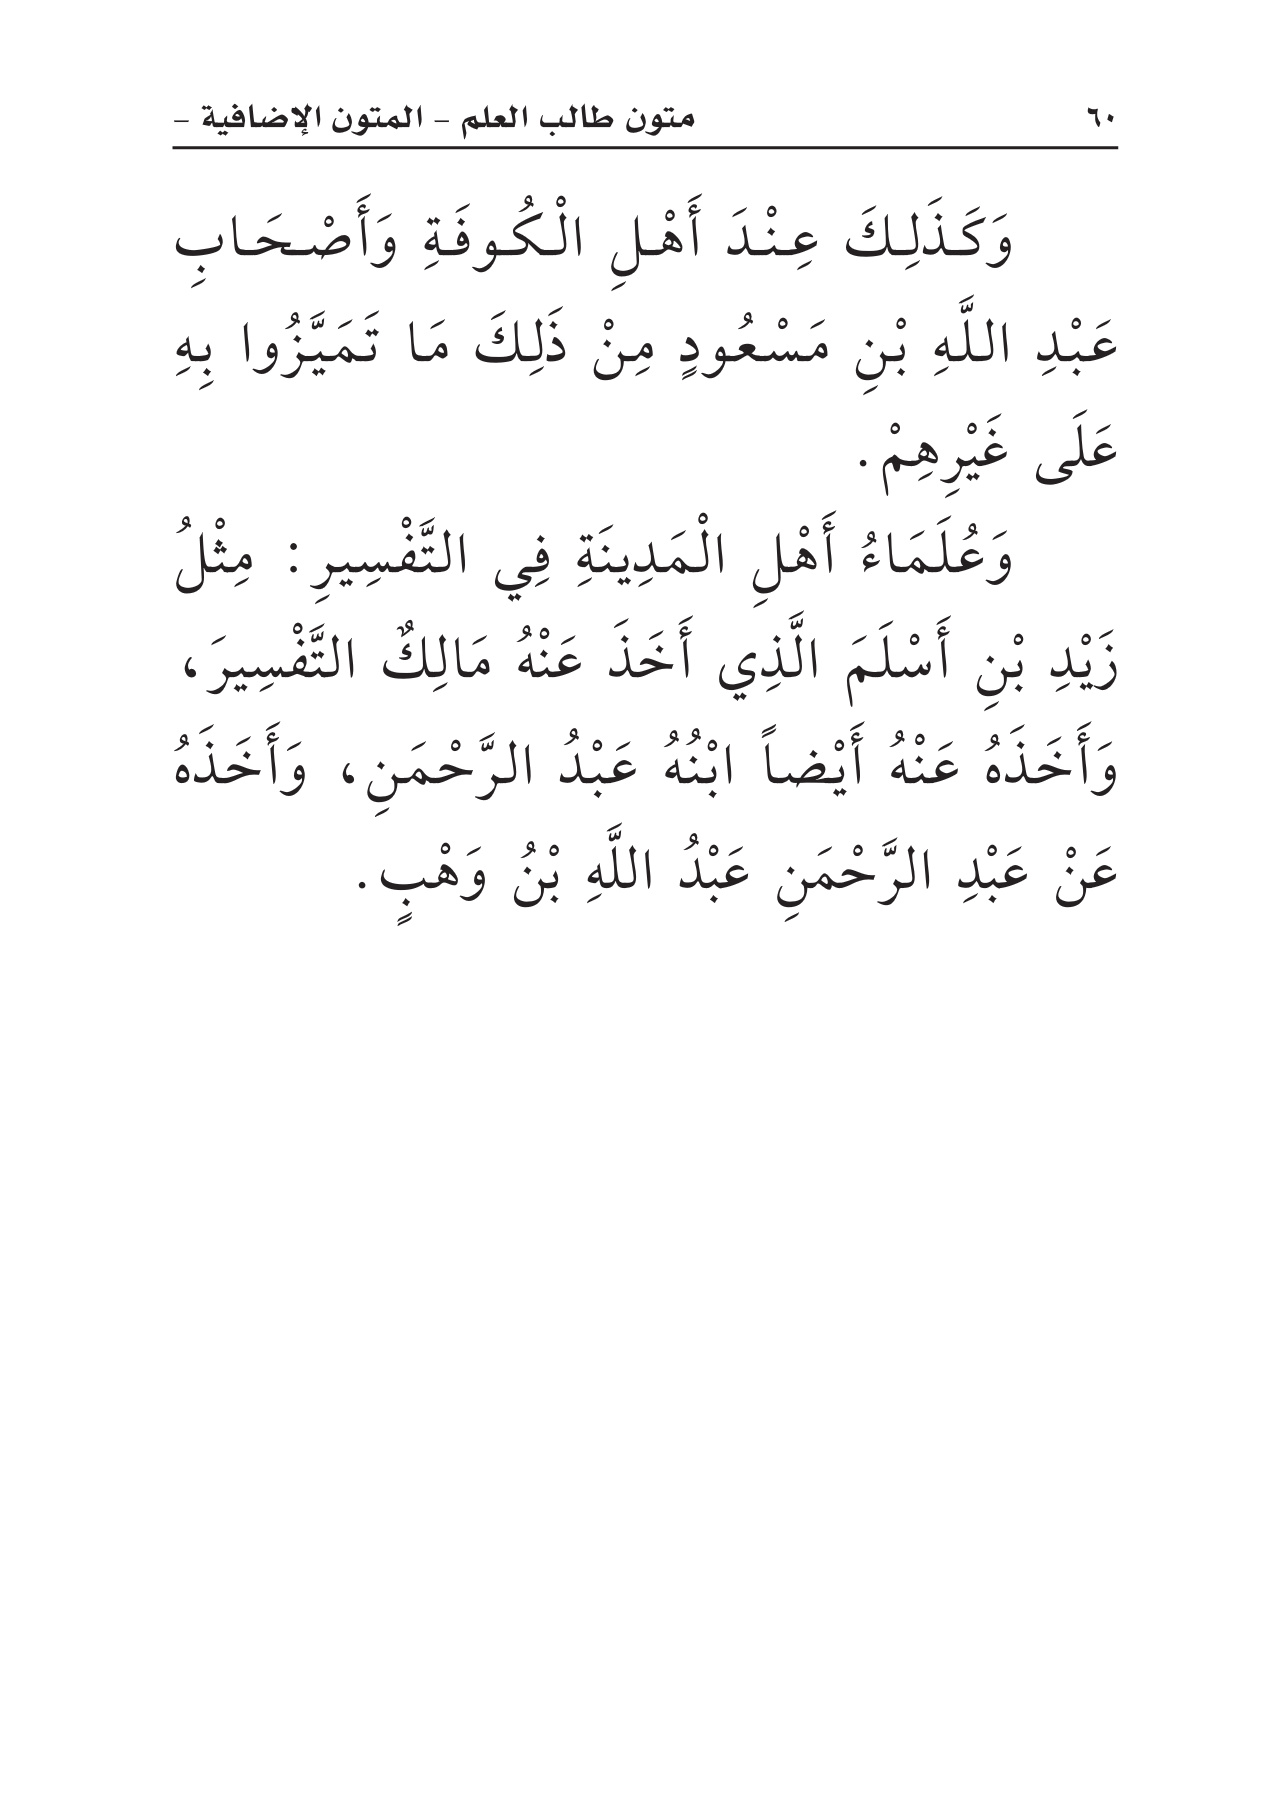 ٦٠ متون طالب العلم – المتون الإضافية –
وَكَذَلِكَ عِنْدَ أَهْلِ الْكُوفَةِ وَأَصْحَابِ
عَبْدِ اللَّهِ بْنِ مَسْعُودٍ مِنْ ذَلِكَ مَا تَمَيَّزُوا بِهِ
عَلَى غَيْرِهِمْ.
وَعُلَمَاءُ أَهْلِ الْمَدِينَةِ فِي التَّفْسِيرِ: مِثْلُ
زَيْدِ بْنِ أَسْلَمَ الَّذِي أَخَذَ عَنْهُ مَالِكٌ التَّفْسِيرَ،
وَأَخَذَهُ عَنْهُ أَيْضاً ابْنُهُ عَبْدُ الرَّحْمَنِ، وَأَخَذَهُ
عَنْ عَبْدِ الرَّحْمَنِ عَبْدُ اللَّهِ بْنُ وَهْبٍ.